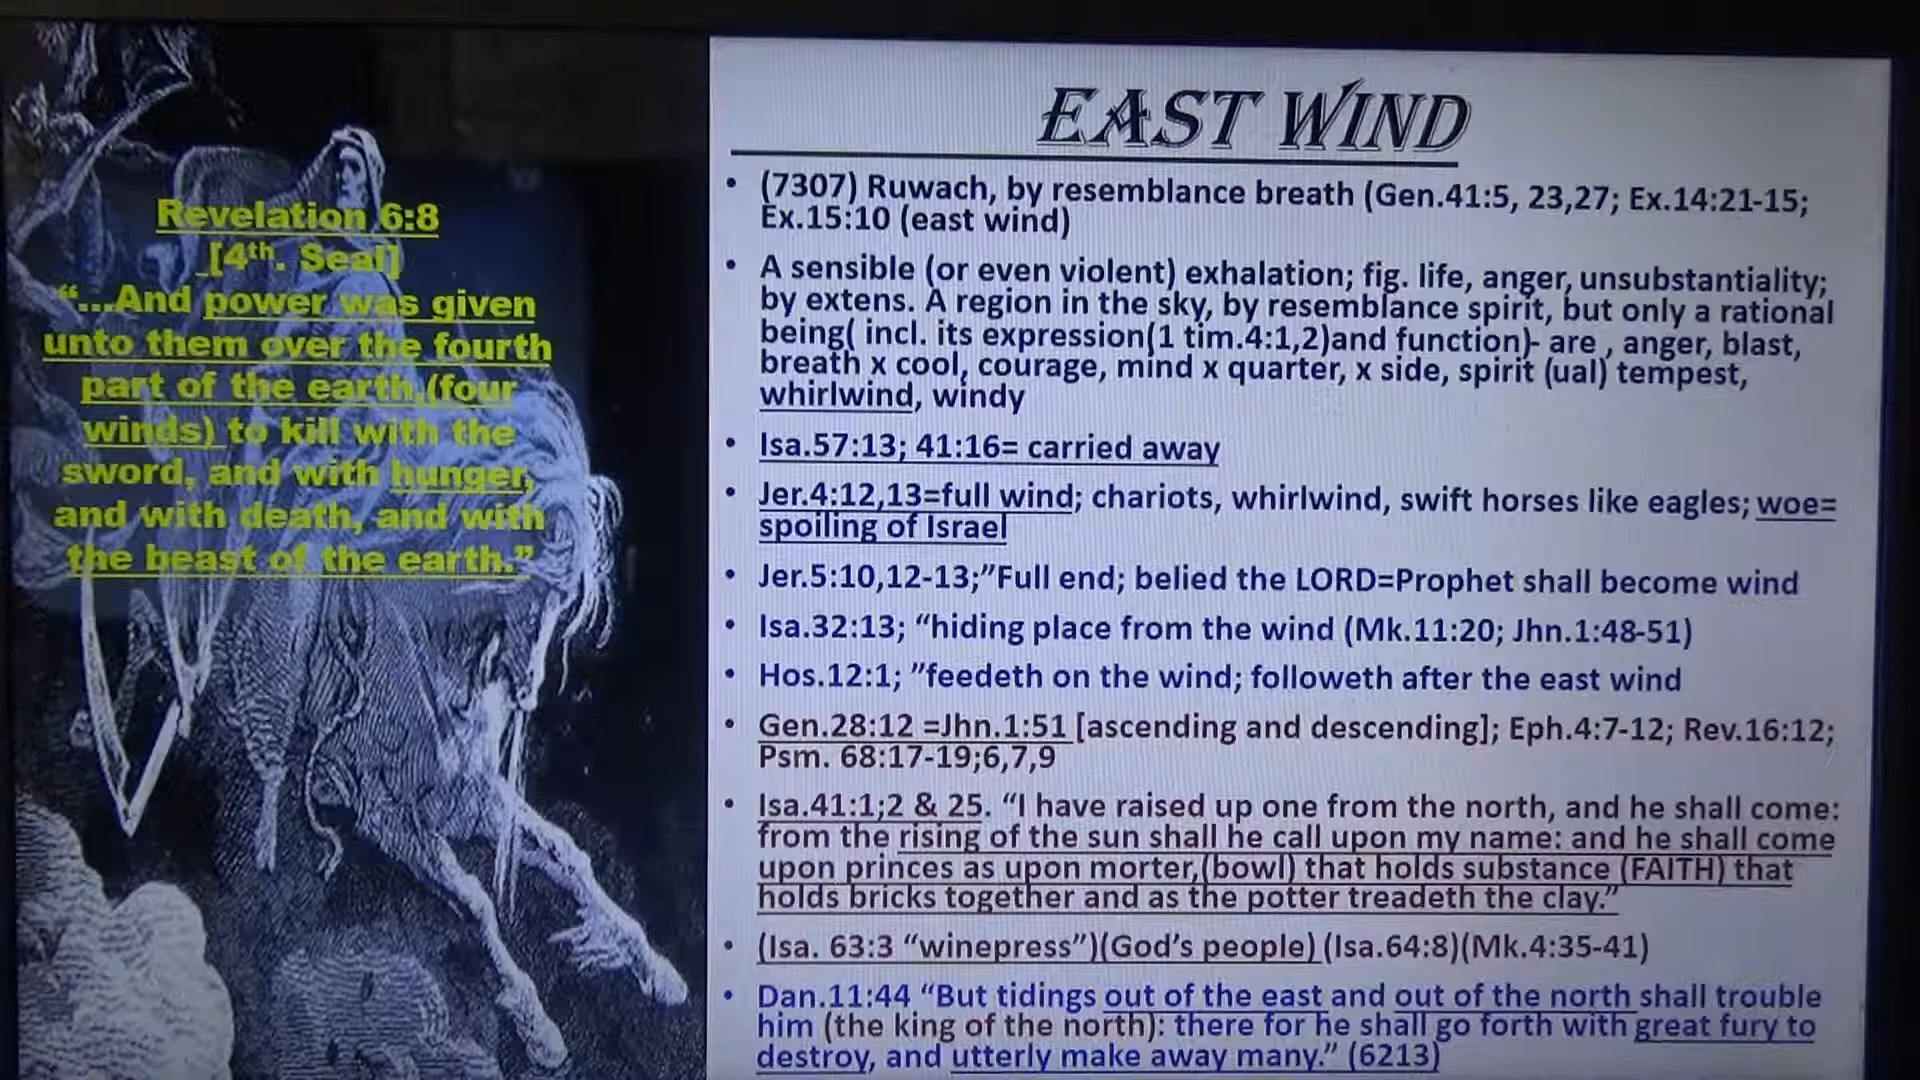 Revelation 6:8
[4th. Seal]
“...And power was given
unto them over the fourth
part of the earth,(four
winds) to kill with the
sword, and with hunger,
and with death, and with
the beast of the earth.”
EAST WIND
• (7307) Ruwach, by resemblance breath (Gen.41:5, 23,27; Ex.14:21-15;
Ex.15:10 (east wind)
• A sensible (or even violent) exhalation; fig. life, anger, unsubstantiality;
by extens. A region in the sky, by resemblance spirit, but only a rational
being( incl. its expression(1 tim.4:1,2)and function)- are , anger, blast,
breath x cool, courage, mind x quarter, x side, spirit (ual) tempest,
whirlwind, windy
• Isa.57:13; 41:16= carried away
• Jer.4:12,13=full wind; chariots, whirlwind, swift horses like eagles; woe=
spoiling of Israel
• Jer.5:10,12-13;”Full end; belied the LORD=Prophet shall become wind
• Isa.32:13; “hiding place from the wind (Mk.11:20; Jhn.1:48-51)
• Hos.12:1; ”feedeth on the wind; followeth after the east wind
• Gen.28:12 =Jhn.1:51 [ascending and descending]; Eph.4:7-12; Rev.16:12;
Psm. 68:17-19;6,7,9
• Isa.41:1;2 & 25. “I have raised up one from the north, and he shall come:
from the rising of the sun shall he call upon my name: and he shall come
upon princes as upon morter,(bowl) that holds substance (FAITH) that
holds bricks together and as the potter treadeth the clay.”
• (Isa. 63:3 “winepress”)(God’s people) (Isa.64:8)(Mk.4:35-41)
• Dan.11:44 “But tidings out of the east and out of the north shall trouble
him (the king of the north): there for he shall go forth with great fury to
destroy, and utterly make away many.” (6213)